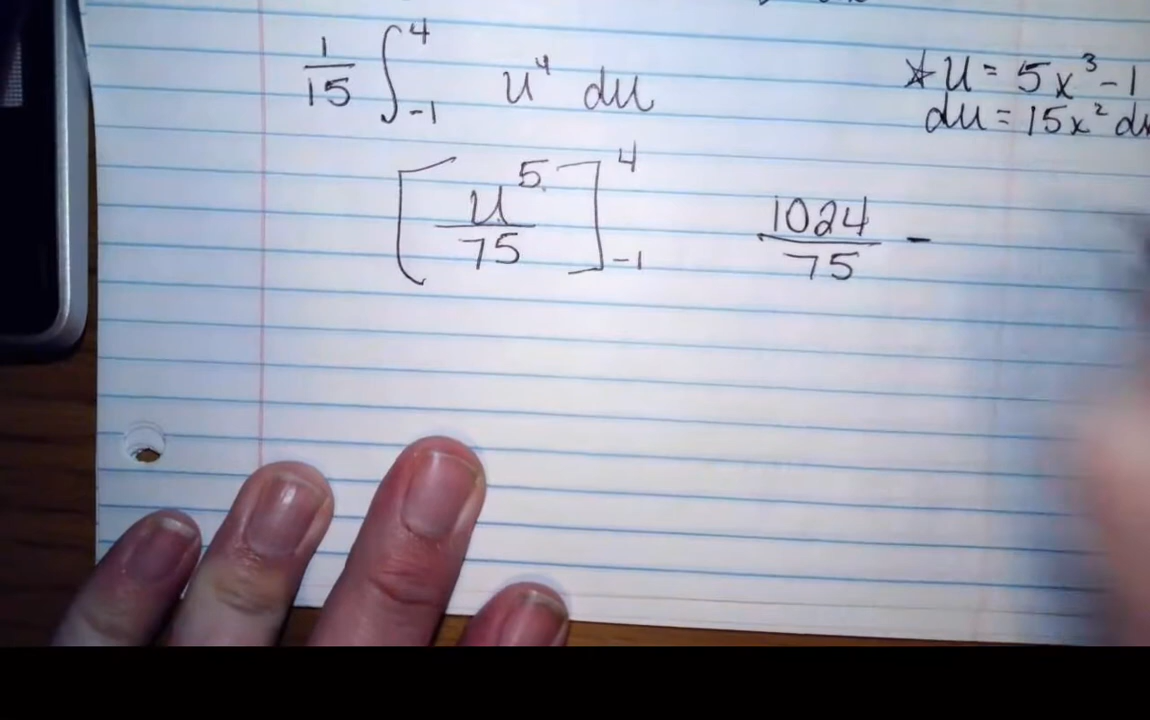 1/15 ∫_{-1}^{4} u⁴ du
★ u = 5x³ - 1
du = 15x² dx
[u⁵/75]_{-1}^{4}
1024/75 -